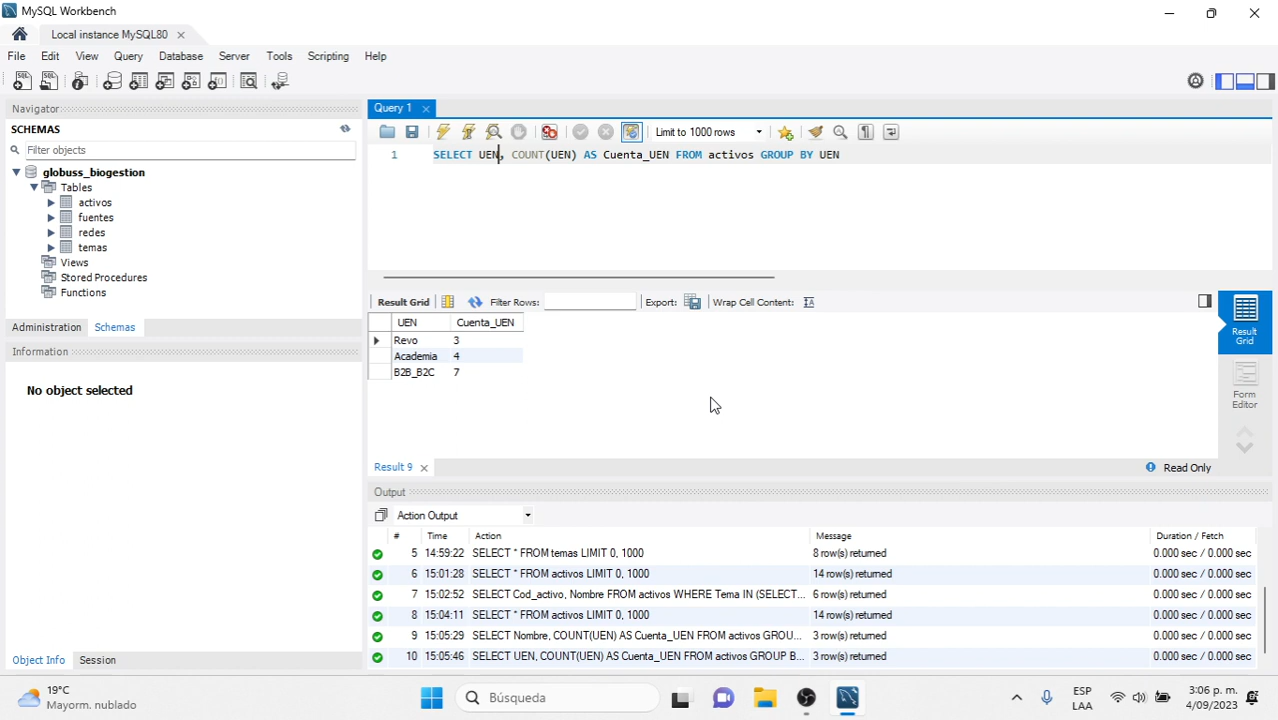 MySQL Workbench
Local instance MySQL80
File Edit View Query Database Server Tools Scripting Help
Navigator
SCHEMAS
Filter objects
globuss_biogestion
Tables
activos
fuentes
redes
temas
Views
Stored Procedures
Functions
Administration Schemas
Information
No object selected
Object Info Session
Query 1
Limit to 1000 rows
1 SELECT UEN, COUNT(UEN) AS Cuenta_UEN FROM activos GROUP BY UEN
Result Grid Filter Rows: Export: Wrap Cell Content:
UEN Cuenta_UEN
Revo 3
Academia 4
B2B_B2C 7
Result Grid
Form Editor
Result 9 Read Only
Output
Action Output
# Time Action Message Duration / Fetch
5 14:59:22 SELECT * FROM temas LIMIT 0, 1000 8 row(s) returned 0.000 sec / 0.000 sec
6 15:01:28 SELECT * FROM activos LIMIT 0, 1000 14 row(s) returned 0.000 sec / 0.000 sec
7 15:02:52 SELECT Cod_activo, Nombre FROM activos WHERE Tema IN (SELECT... 6 row(s) returned 0.000 sec / 0.000 sec
8 15:04:11 SELECT * FROM activos LIMIT 0, 1000 14 row(s) returned 0.000 sec / 0.000 sec
9 15:05:29 SELECT Nombre, COUNT(UEN) AS Cuenta_UEN FROM activos GROU... 3 row(s) returned 0.000 sec / 0.000 sec
10 15:05:46 SELECT UEN, COUNT(UEN) AS Cuenta_UEN FROM activos GROUP B... 3 row(s) returned 0.000 sec / 0.000 sec
19°C
Mayorm. nublado
Búsqueda
ESP
LAA
3:06 p. m.
4/09/2023